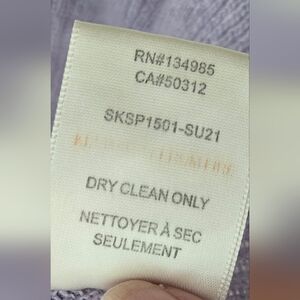 RN#134985
CA#50312
SKSP1501-SU21
DRY CLEAN ONLY
NETTOYER À SEC
SEULEMENT